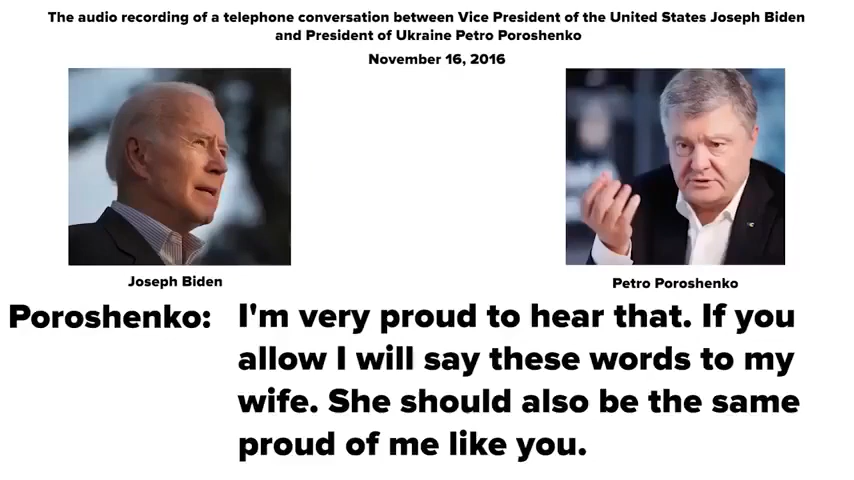 The audio recording of a telephone conversation between Vice President of the United States Joseph Biden
and President of Ukraine Petro Poroshenko
November 16, 2016
Joseph Biden
Petro Poroshenko
Poroshenko: I'm very proud to hear that. If you
allow I will say these words to my
wife. She should also be the same
proud of me like you.